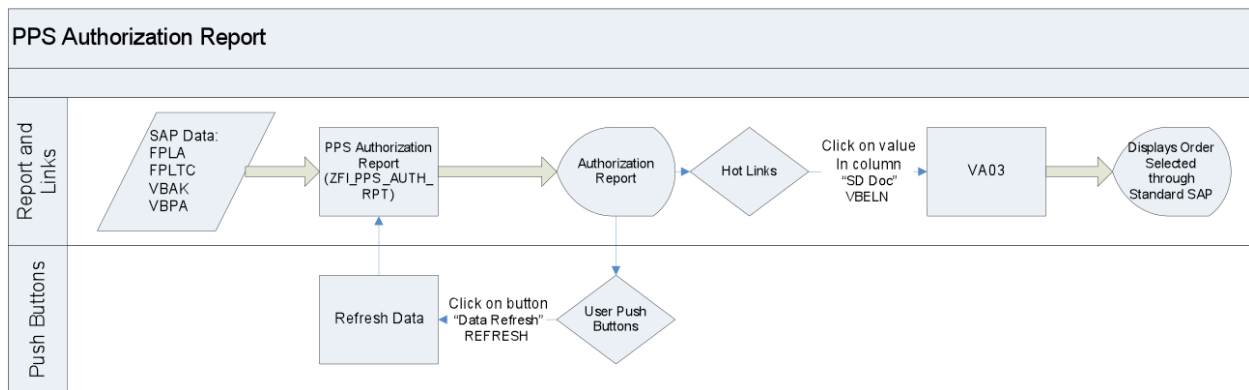 PPS Authorization Report
Report and
Links
SAP Data:
FPLA
FPLTC
VBAK
VBPA
PPS Authorization
Report
(ZFI_PPS_AUTH_
RPT)
Authorization
Report
Hot Links
Click on value
In column
“SD Doc”
VBELN
VA03
Displays Order
Selected
through
Standard SAP
Push Buttons
Refresh Data
Click on button
“Data Refresh”
REFRESH
User Push
Buttons